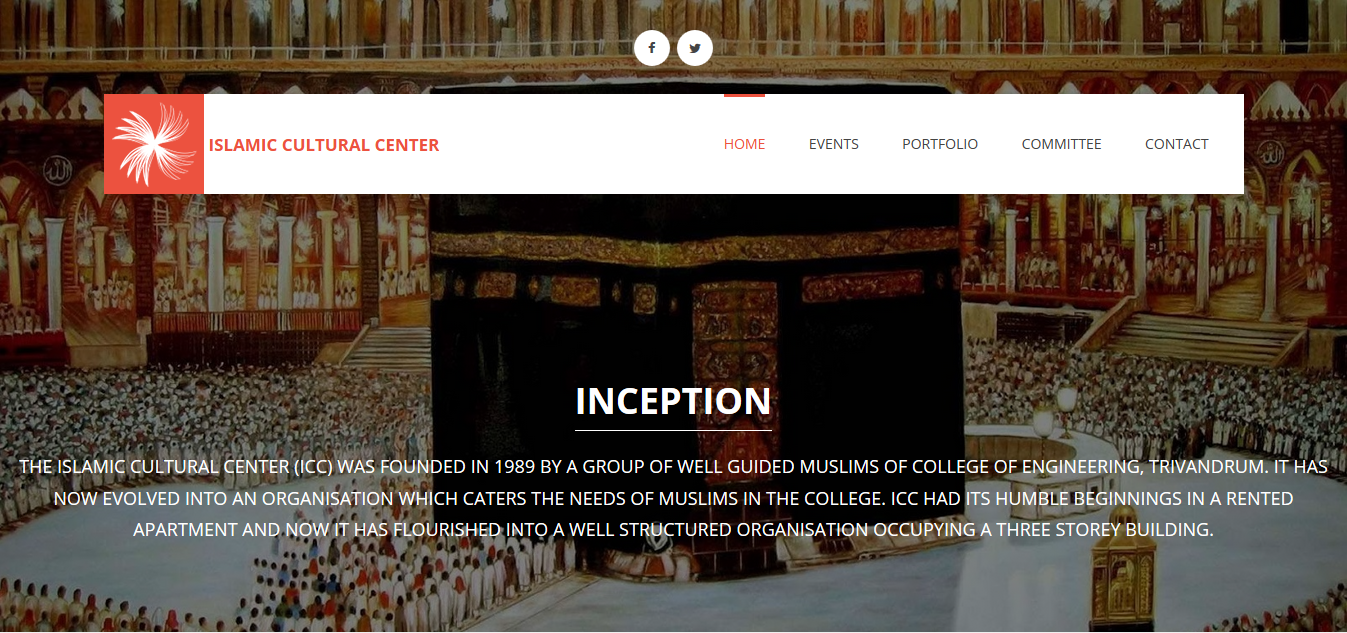 ISLAMIC CULTURAL CENTER
HOME EVENTS PORTFOLIO COMMITTEE CONTACT
INCEPTION
THE ISLAMIC CULTURAL CENTER (ICC) WAS FOUNDED IN 1989 BY A GROUP OF WELL GUIDED MUSLIMS OF COLLEGE OF ENGINEERING, TRIVANDRUM. IT HAS
NOW EVOLVED INTO AN ORGANISATION WHICH CATERS THE NEEDS OF MUSLIMS IN THE COLLEGE. ICC HAD ITS HUMBLE BEGINNINGS IN A RENTED
APARTMENT AND NOW IT HAS FLOURISHED INTO A WELL STRUCTURED ORGANISATION OCCUPYING A THREE STOREY BUILDING.